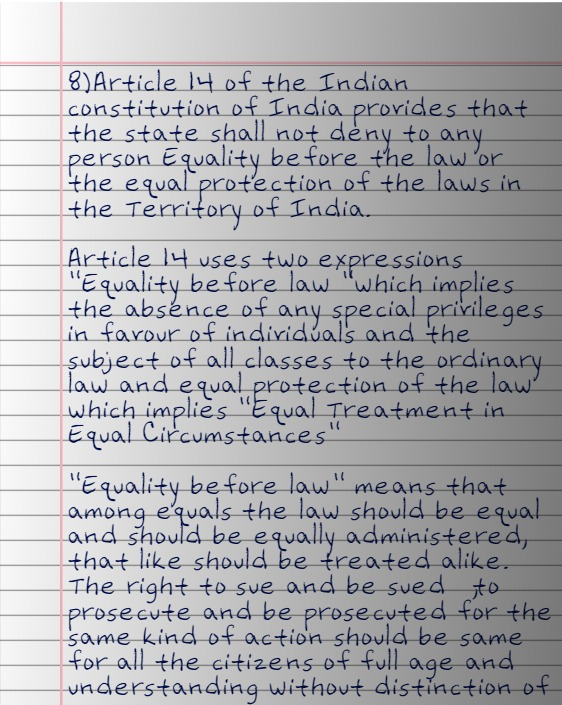 8)Article 14 of the Indian
constitution of India provides that
the state shall not deny to any
person Equality before the law or
the equal protection of the laws in
the Territory of India.
Article 14 uses two expressions
"Equality before law "which implies
the absence of any special privileges
in favour of individuals and the
subject of all classes to the ordinary
law and equal protection of the law"
which implies "Equal Treatment in
Equal Circumstances"
"Equality before law" means that
among equals the law should be equal
and should be equally administered,
that like should be treated alike.
The right to sue and be sued ,to
prosecute and be prosecuted for the
same kind of action should be same
for all the citizens of full age and
understanding without distinction of